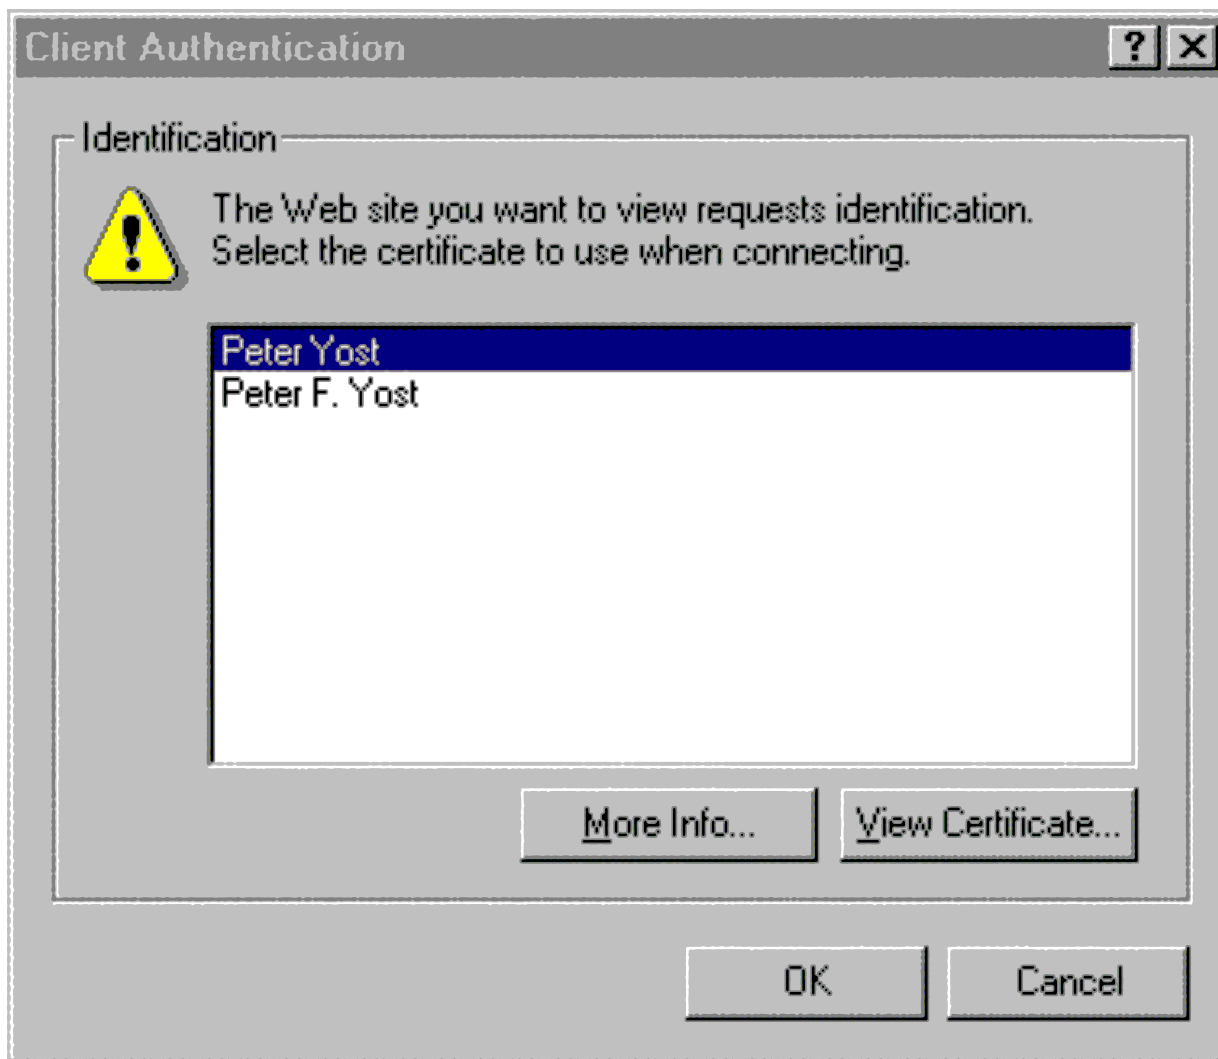 Client Authentication
Identification
The Web site you want to view requests identification.
Select the certificate to use when connecting.
Peter Yost
Peter F. Yost
More Info...
View Certificate...
OK
Cancel